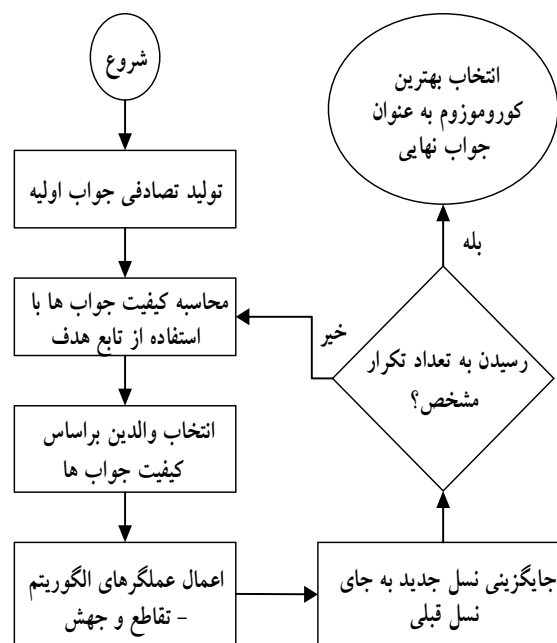 شروع
تولید تصادفی جواب اولیه
محاسبه کیفیت جواب ها با
استفاده از تابع هدف
انتخاب والدین براساس
کیفیت جواب ها
اعمال عملگرهای الگوریتم
- تقاطع و جهش
جایگزینی نسل جدید به جای
نسل قبلی
رسیدن به تعداد تکرار
مشخص؟
خیر
بله
انتخاب بهترین
کوروموزوم به عنوان
جواب نهایی